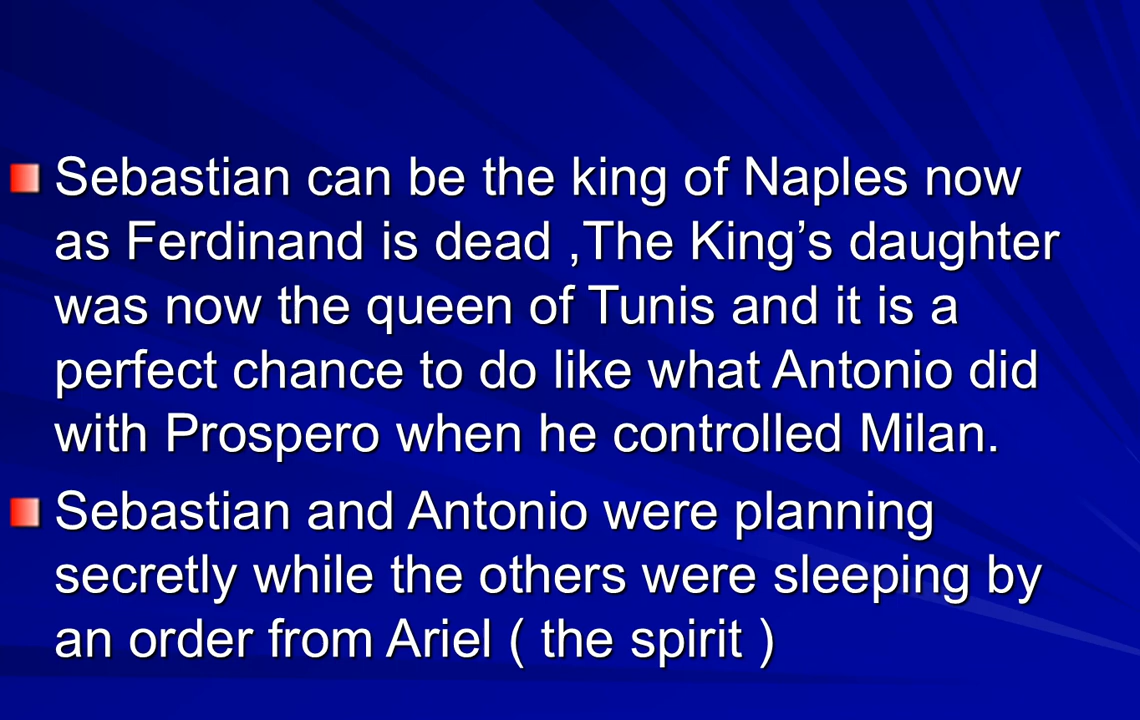 Sebastian can be the king of Naples now
as Ferdinand is dead ,The King’s daughter
was now the queen of Tunis and it is a
perfect chance to do like what Antonio did
with Prospero when he controlled Milan.
Sebastian and Antonio were planning
secretly while the others were sleeping by
an order from Ariel ( the spirit )